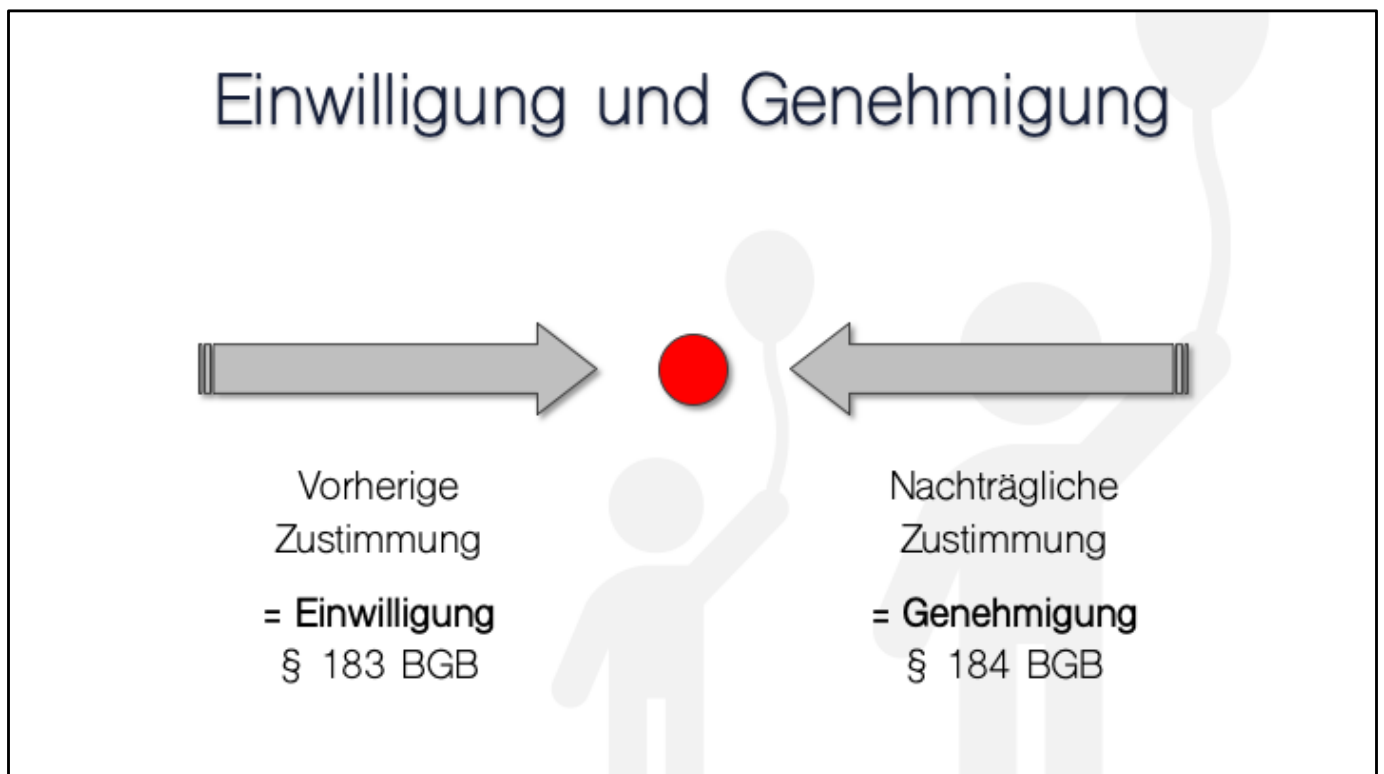 Einwilligung und Genehmigung
Vorherige
Zustimmung
= Einwilligung
§ 183 BGB
Nachträgliche
Zustimmung
= Genehmigung
§ 184 BGB